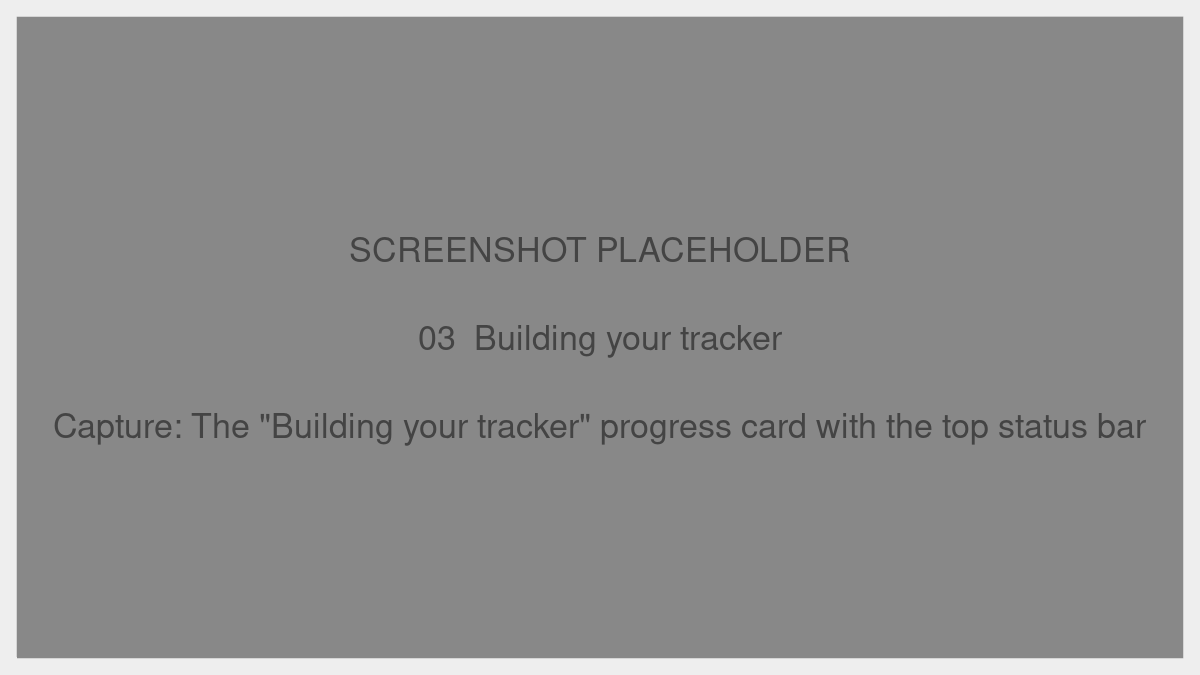 SCREENSHOT PLACEHOLDER
03  Building your tracker
Capture: The "Building your tracker" progress card with the top status bar